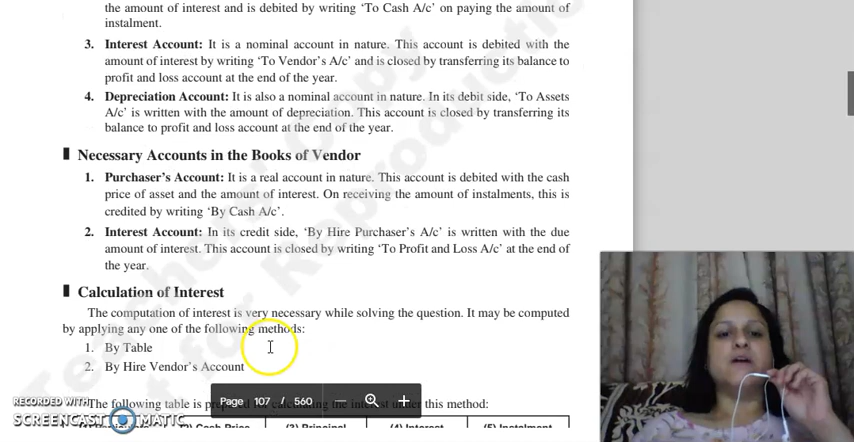 the amount of interest and is debited by writing ‘To Cash A/c’ on paying the amount of
instalment.
3. Interest Account: It is a nominal account in nature. This account is debited with the
amount of interest by writing ‘To Vendor’s A/c’ and is closed by transferring its balance to
profit and loss account at the end of the year.
4. Depreciation Account: It is also a nominal account in nature. In its debit side, ‘To Assets
A/c’ is written with the amount of depreciation. This account is closed by transferring its
balance to profit and loss account at the end of the year.
Necessary Accounts in the Books of Vendor
1. Purchaser’s Account: It is a real account in nature. This account is debited with the cash
price of asset and the amount of interest. On receiving the amount of instalments, this is
credited by writing ‘By Cash A/c’.
2. Interest Account: In its credit side, ‘By Hire Purchaser’s A/c’ is written with the due
amount of interest. This account is closed by writing ‘To Profit and Loss A/c’ at the end of
the year.
Calculation of Interest
The computation of interest is very necessary while solving the question. It may be computed
by applying any one of the following methods:
1. By Table
2. By Hire Vendor’s Account
Page 107 / 560
RECORDED WITH
SCREENCAST MATIC
The following table is this method:
(2) Cash Price (3) Principal (4) Interest (5) Instalment